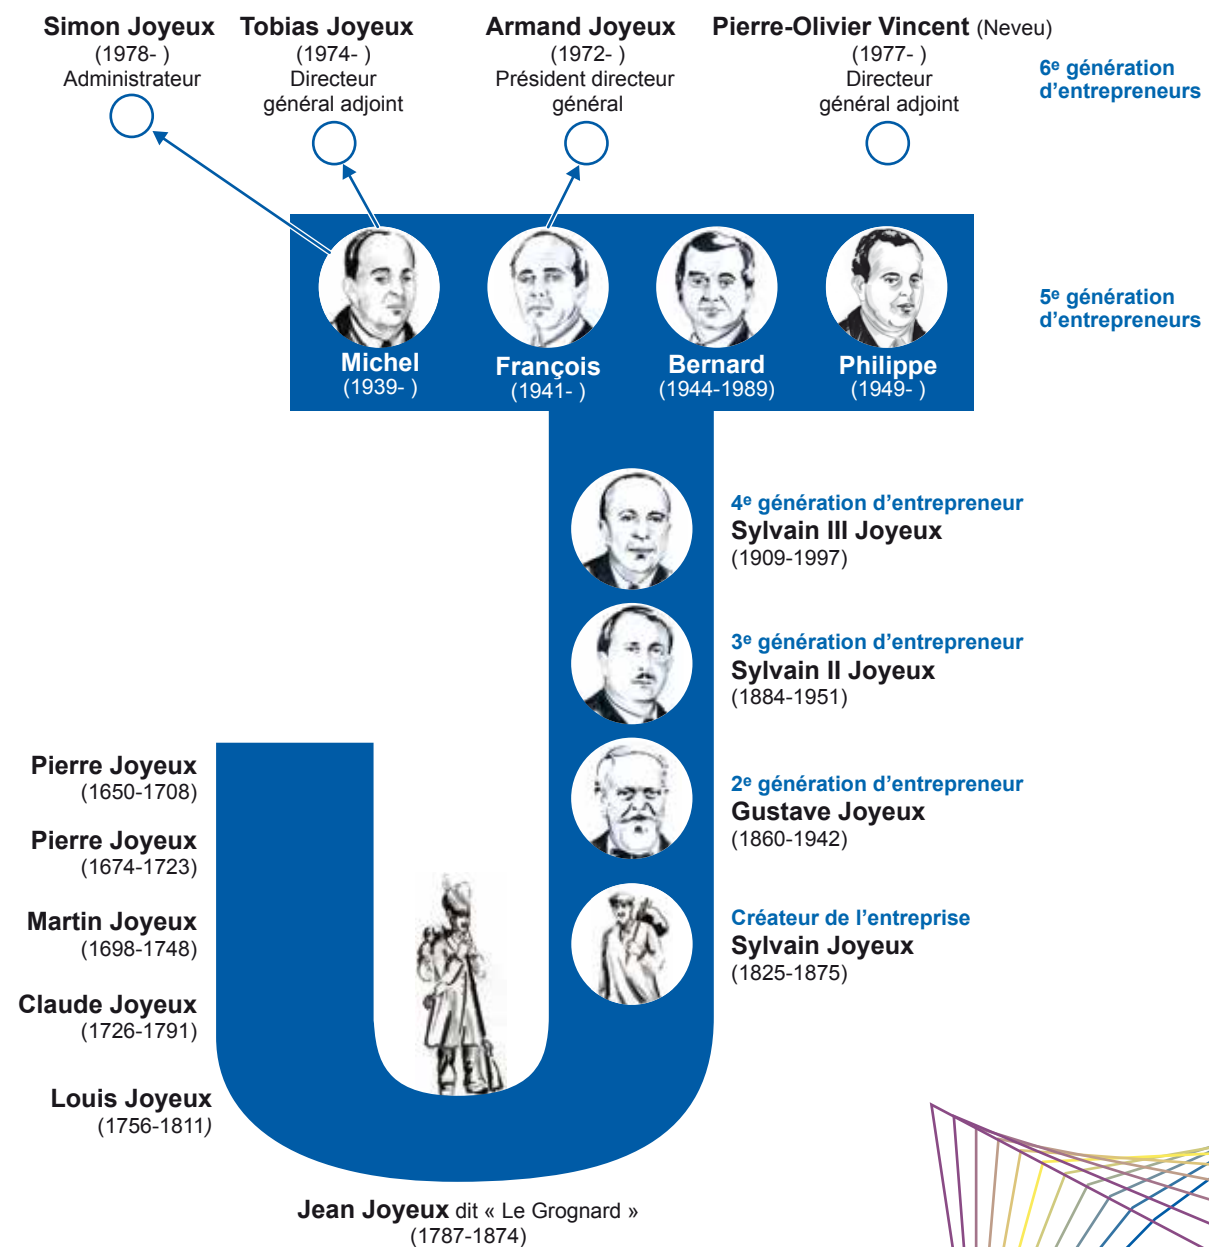 Simon Joyeux
(1978- )
Administrateur
Tobias Joyeux
(1974- )
Directeur
général adjoint
Armand Joyeux
(1972- )
Président directeur
général
Pierre-Olivier Vincent (Neveu)
(1977- )
Directeur
général adjoint
6e génération
d’entrepreneurs
Michel
(1939- )
François
(1941- )
Bernard
(1944-1989)
Philippe
(1949- )
5e génération
d’entrepreneurs
4e génération d’entrepreneur
Sylvain III Joyeux
(1909-1997)
3e génération d’entrepreneur
Sylvain II Joyeux
(1884-1951)
2e génération d’entrepreneur
Gustave Joyeux
(1860-1942)
Créateur de l’entreprise
Sylvain Joyeux
(1825-1875)
Pierre Joyeux
(1650-1708)
Pierre Joyeux
(1674-1723)
Martin Joyeux
(1698-1748)
Claude Joyeux
(1726-1791)
Louis Joyeux
(1756-1811)
Jean Joyeux dit « Le Grognard »
(1787-1874)